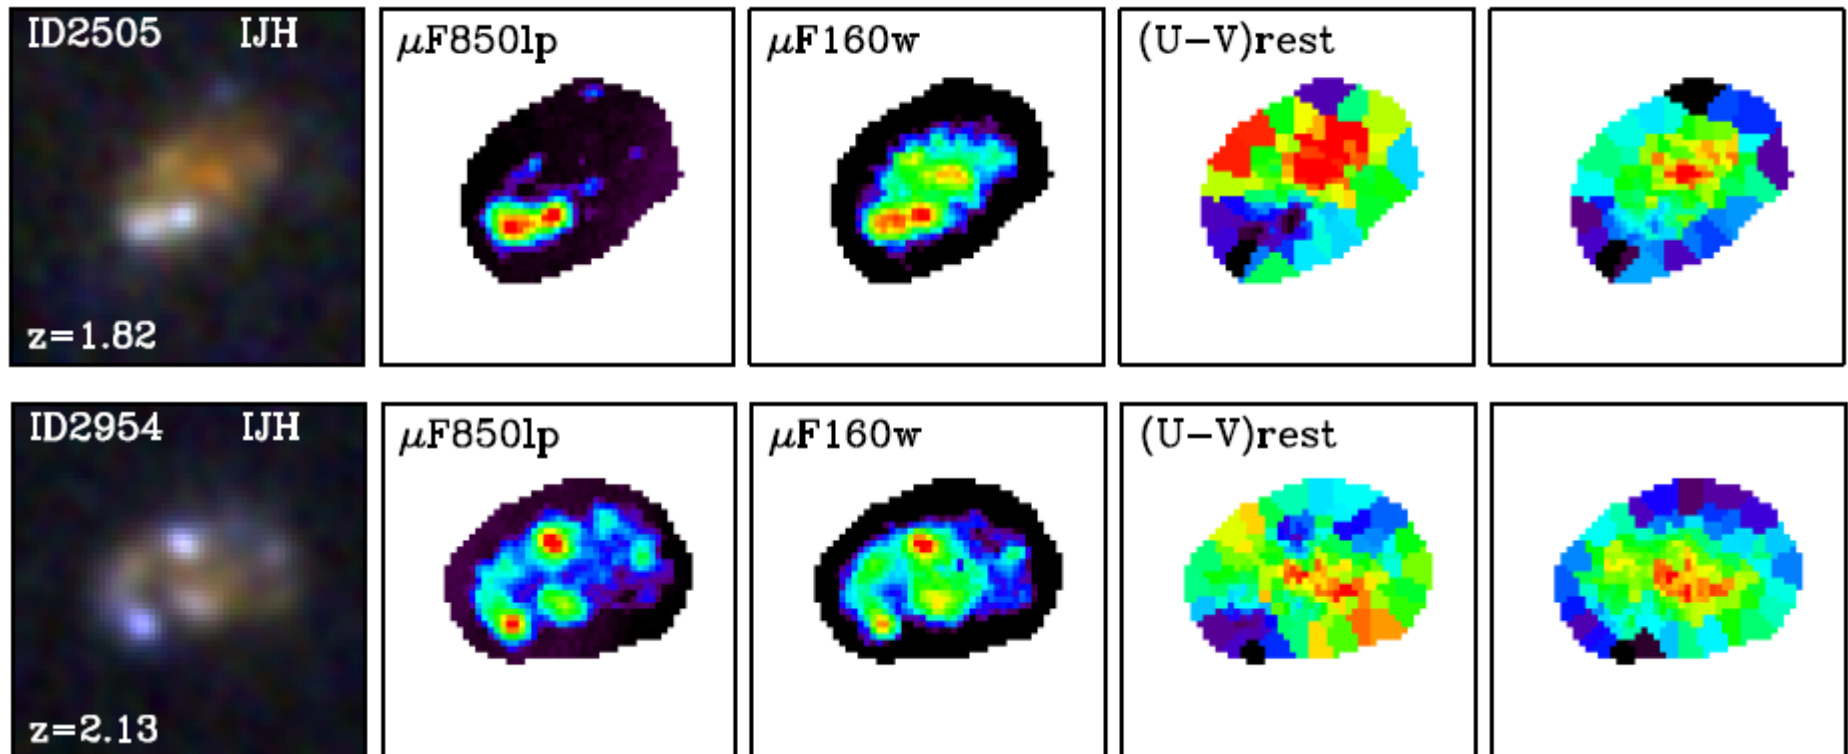 ID2505 IJH
μF850lp
μF160w
(U−V)rest
z=1.82
ID2954 IJH
μF850lp
μF160w
(U−V)rest
z=2.13